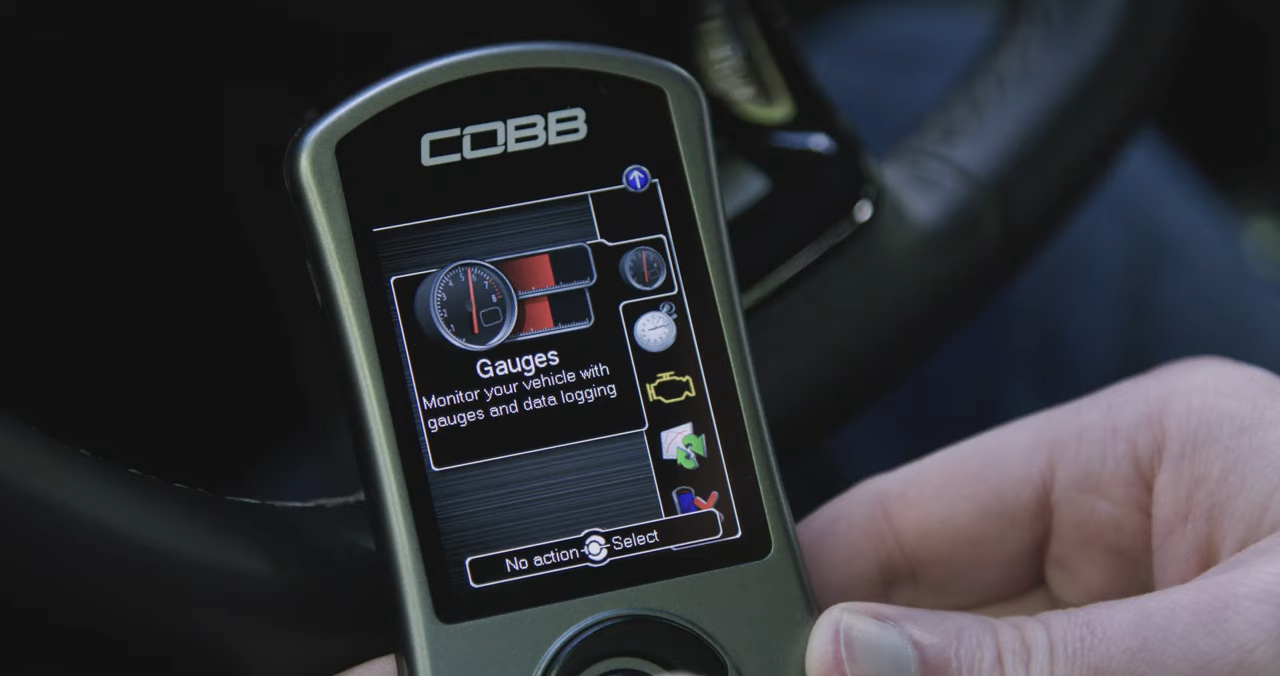 COBB
Gauges
Monitor your vehicle with
gauges and data logging
No action
Select